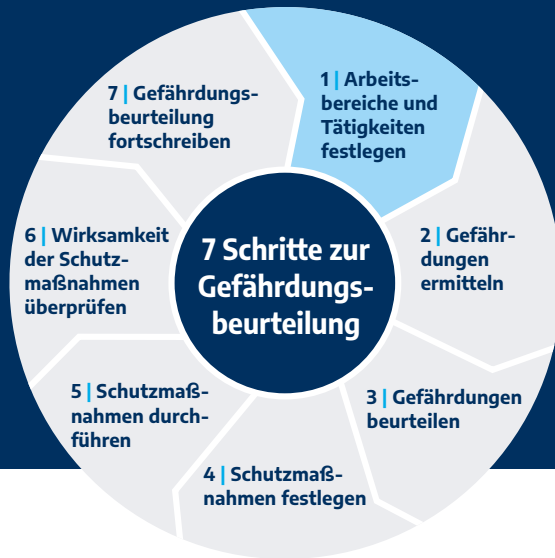 7 Schritte zur
Gefährdungs-
beurteilung
1 | Arbeits-
bereiche und
Tätigkeiten
festlegen
2 | Gefähr-
dungen
ermitteln
3 | Gefährdungen
beurteilen
4 | Schutzmaß-
nahmen festlegen
5 | Schutzmaß-
nahmen durch-
führen
6 | Wirksamkeit
der Schutz-
maßnahmen
überprüfen
7 | Gefährdungs-
beurteilung
fortschreiben